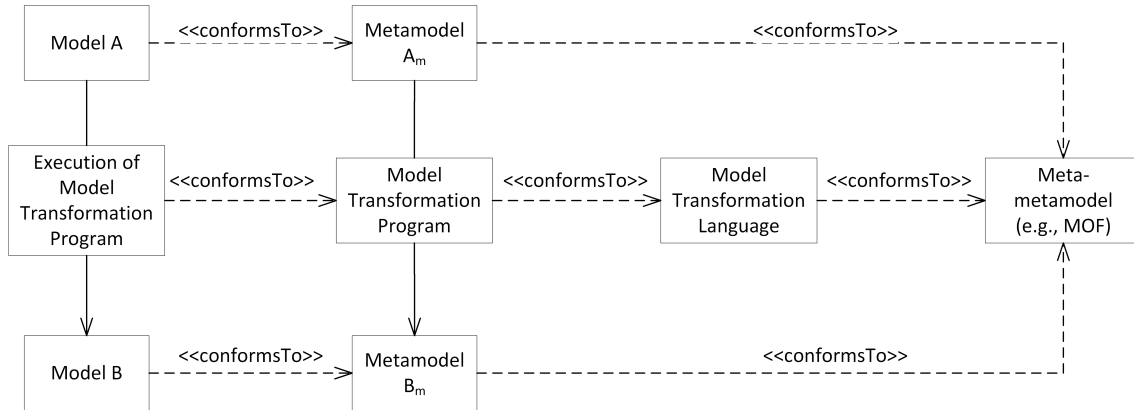 Model A
<<conformsTo>>
Metamodel
Aₘ
<<conformsTo>>
Execution of
Model
Transformation
Program
<<conformsTo>>
Model
Transformation
Program
<<conformsTo>>
Model
Transformation
Language
<<conformsTo>>
Meta-
metamodel
(e.g., MOF)
Model B
<<conformsTo>>
Metamodel
Bₘ
<<conformsTo>>